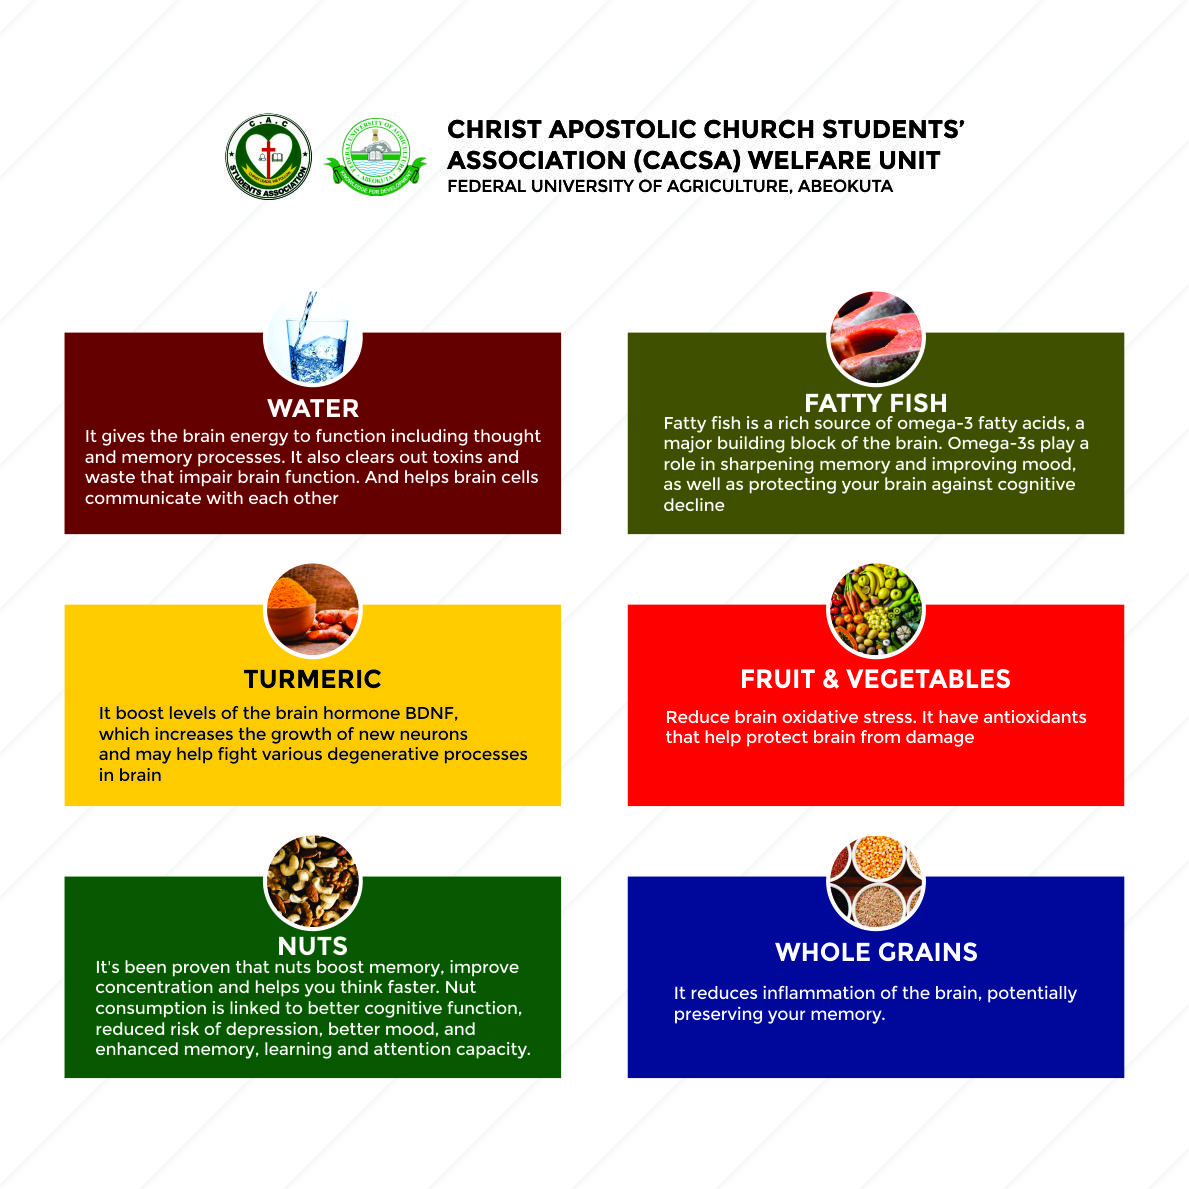 C.A.C
STUDENTS ASSOCIATION
FEDERAL UNIVERSITY OF AGRICULTURE
ABEOKUTA
KNOWLEDGE FOR DEVELOPMENT
CHRIST APOSTOLIC CHURCH STUDENTS’
ASSOCIATION (CACSA) WELFARE UNIT
FEDERAL UNIVERSITY OF AGRICULTURE, ABEOKUTA
WATER
It gives the brain energy to function including thought
and memory processes. It also clears out toxins and
waste that impair brain function. And helps brain cells
communicate with each other
FATTY FISH
Fatty fish is a rich source of omega-3 fatty acids, a
major building block of the brain. Omega-3s play a
role in sharpening memory and improving mood,
as well as protecting your brain against cognitive
decline
TURMERIC
It boost levels of the brain hormone BDNF,
which increases the growth of new neurons
and may help fight various degenerative processes
in brain
FRUIT & VEGETABLES
Reduce brain oxidative stress. It have antioxidants
that help protect brain from damage
NUTS
It's been proven that nuts boost memory, improve
concentration and helps you think faster. Nut
consumption is linked to better cognitive function,
reduced risk of depression, better mood, and
enhanced memory, learning and attention capacity.
WHOLE GRAINS
It reduces inflammation of the brain, potentially
preserving your memory.